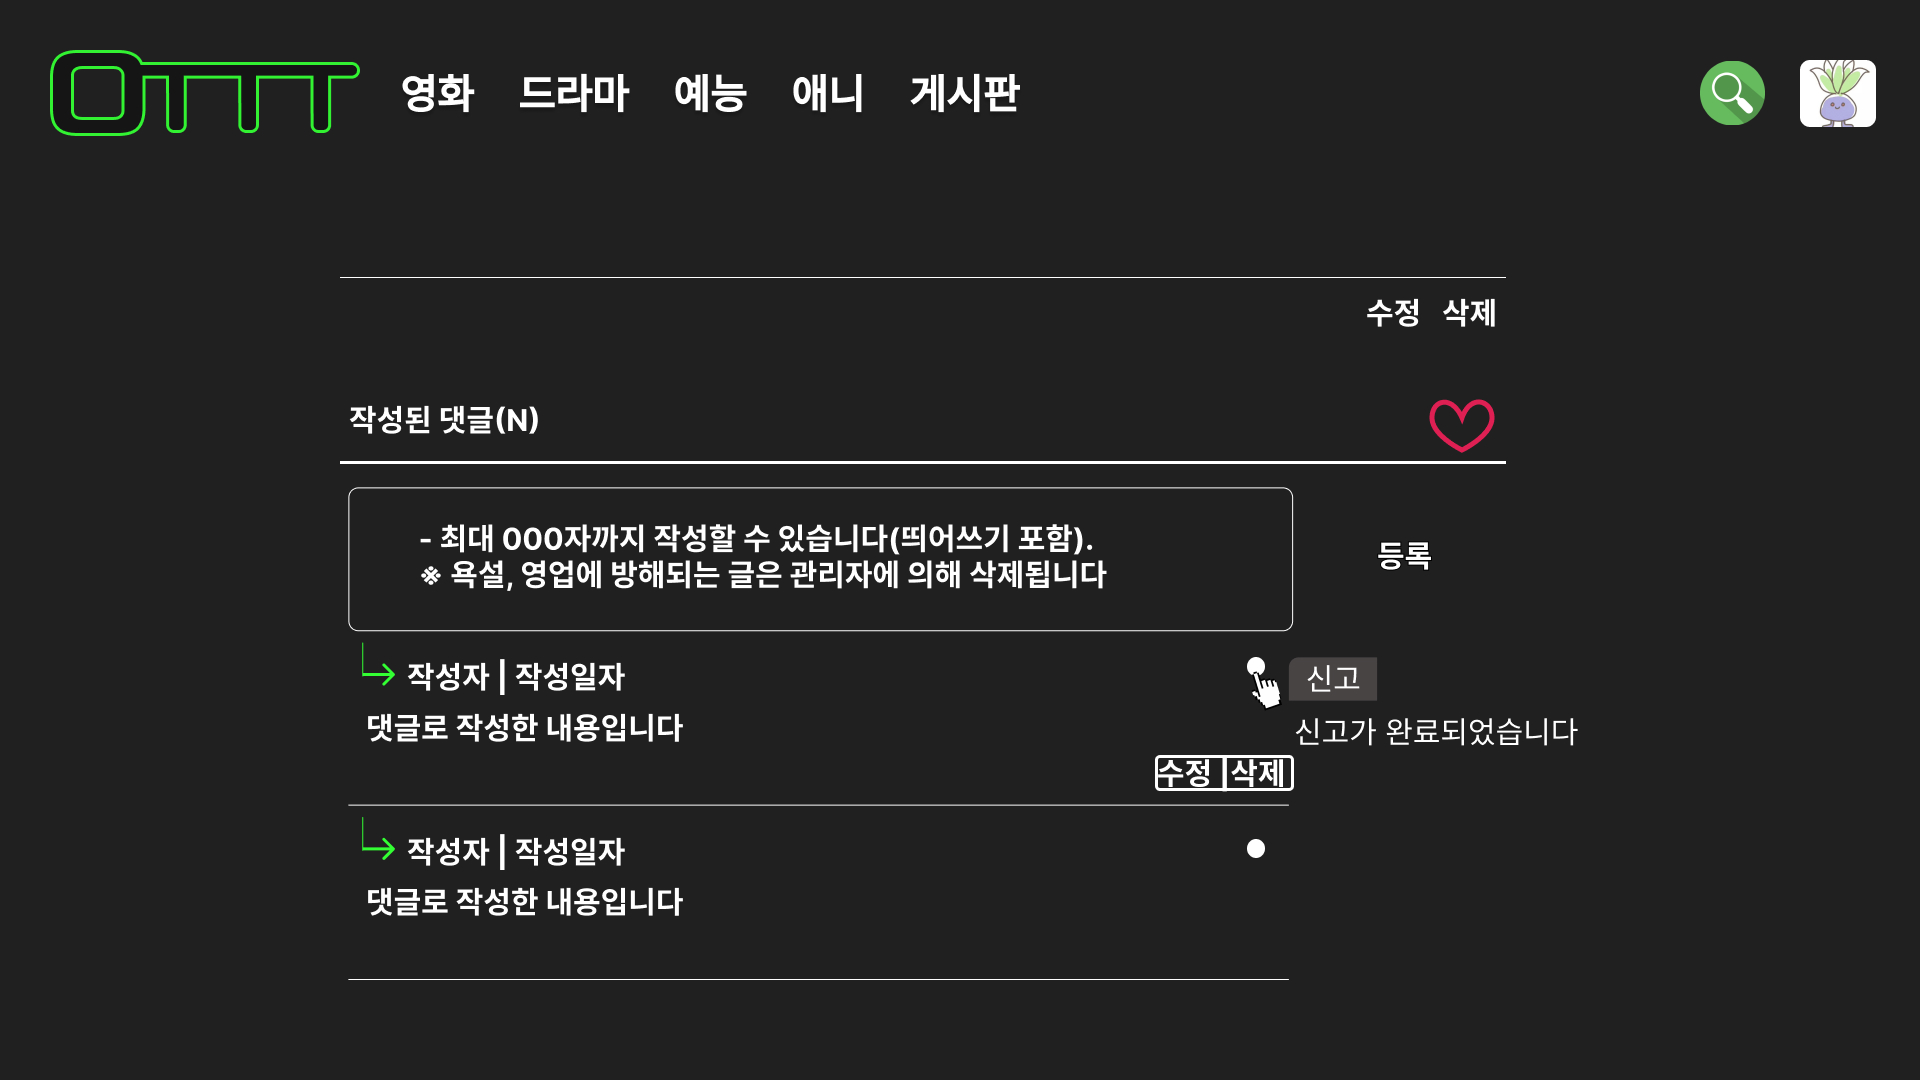 OTTT 영화 드라마 예능 애니 게시판
수정 삭제
작성된 댓글(N)
- 최대 000자까지 작성할 수 있습니다(띄어쓰기 포함).
※ 욕설, 영업에 방해되는 글은 관리자에 의해 삭제됩니다
등록
작성자 | 작성일자
신고
댓글로 작성한 내용입니다
신고가 완료되었습니다
수정 |삭제
작성자 | 작성일자
댓글로 작성한 내용입니다